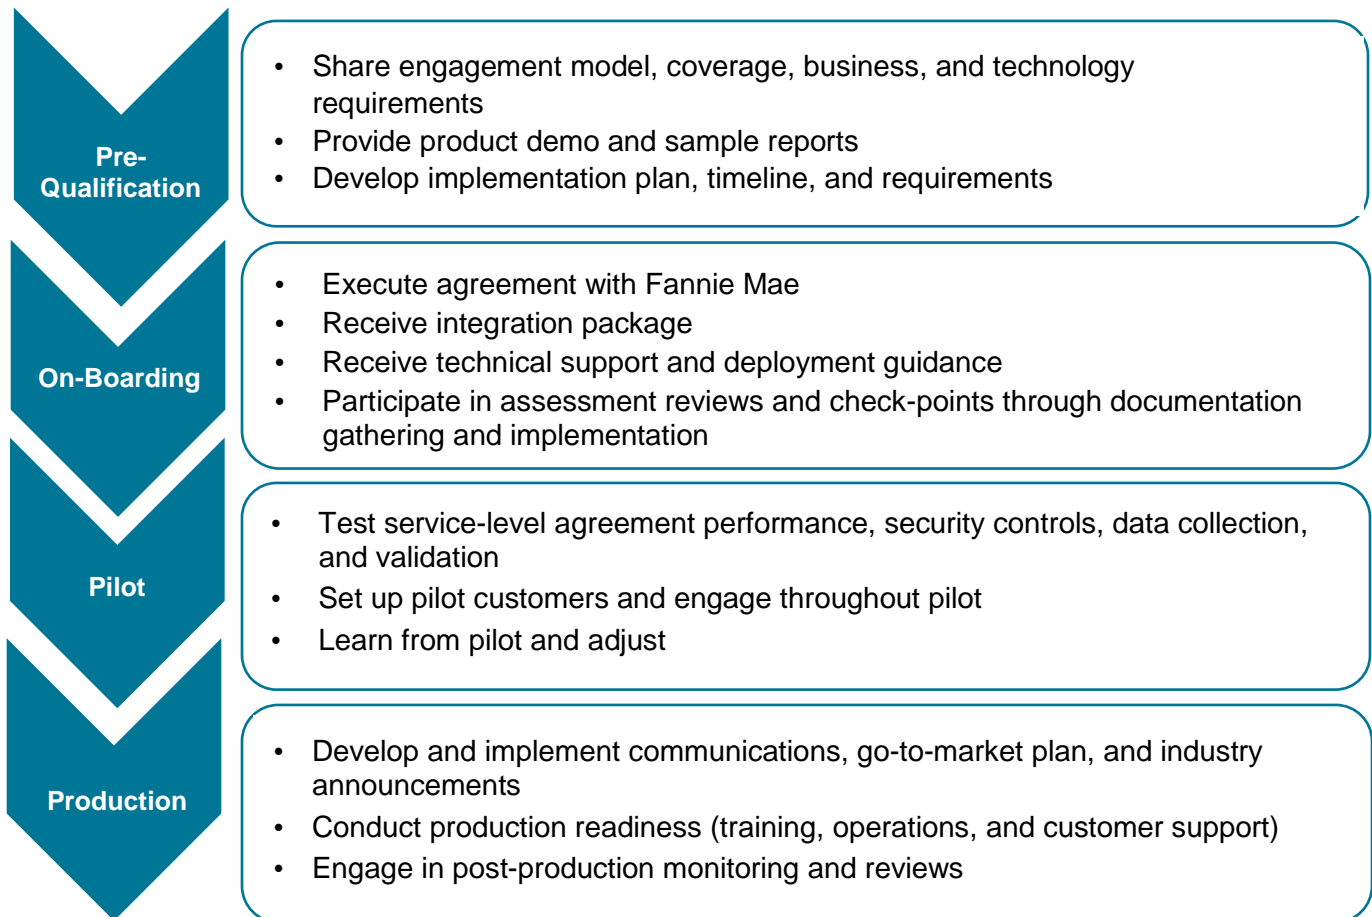 Pre-
Qualification
• Share engagement model, coverage, business, and technology
requirements
• Provide product demo and sample reports
• Develop implementation plan, timeline, and requirements
On-Boarding
• Execute agreement with Fannie Mae
• Receive integration package
• Receive technical support and deployment guidance
• Participate in assessment reviews and check-points through documentation
gathering and implementation
Pilot
• Test service-level agreement performance, security controls, data collection,
and validation
• Set up pilot customers and engage throughout pilot
• Learn from pilot and adjust
Production
• Develop and implement communications, go-to-market plan, and industry
announcements
• Conduct production readiness (training, operations, and customer support)
• Engage in post-production monitoring and reviews